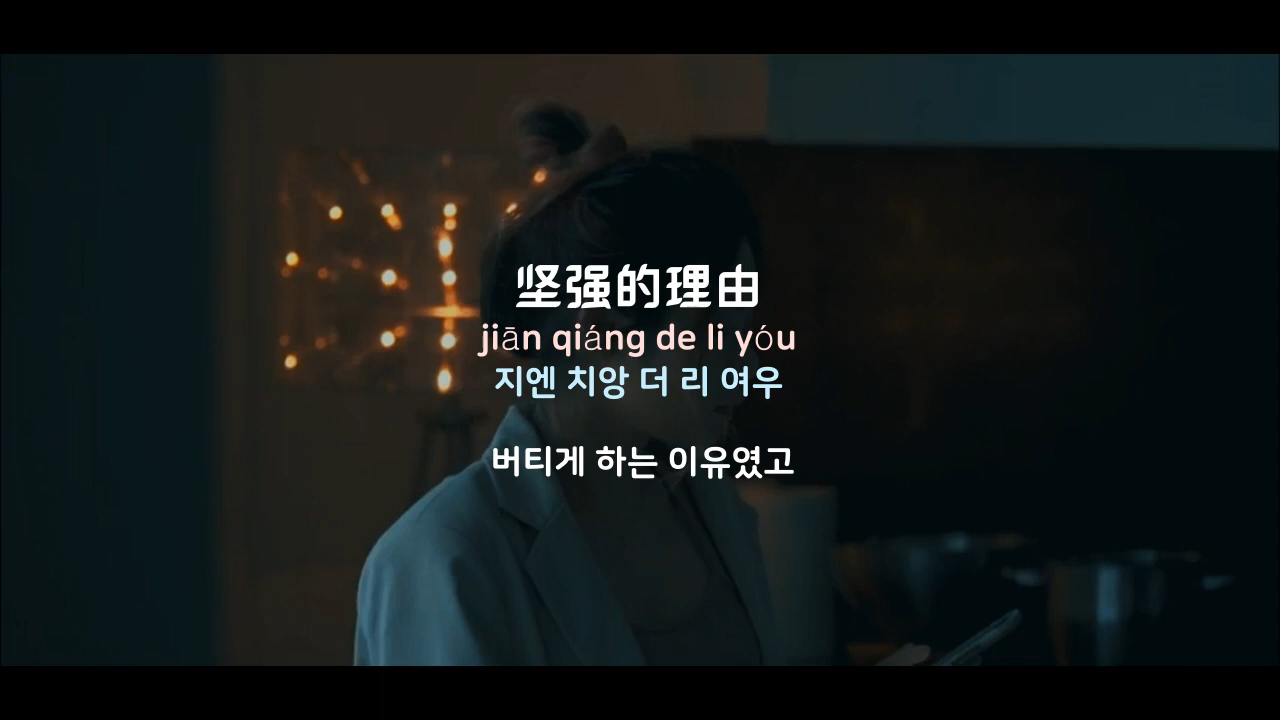 坚强的理由
jiān qiáng de li yóu
지엔 치앙 더 리 여우
버티게 하는 이유였고